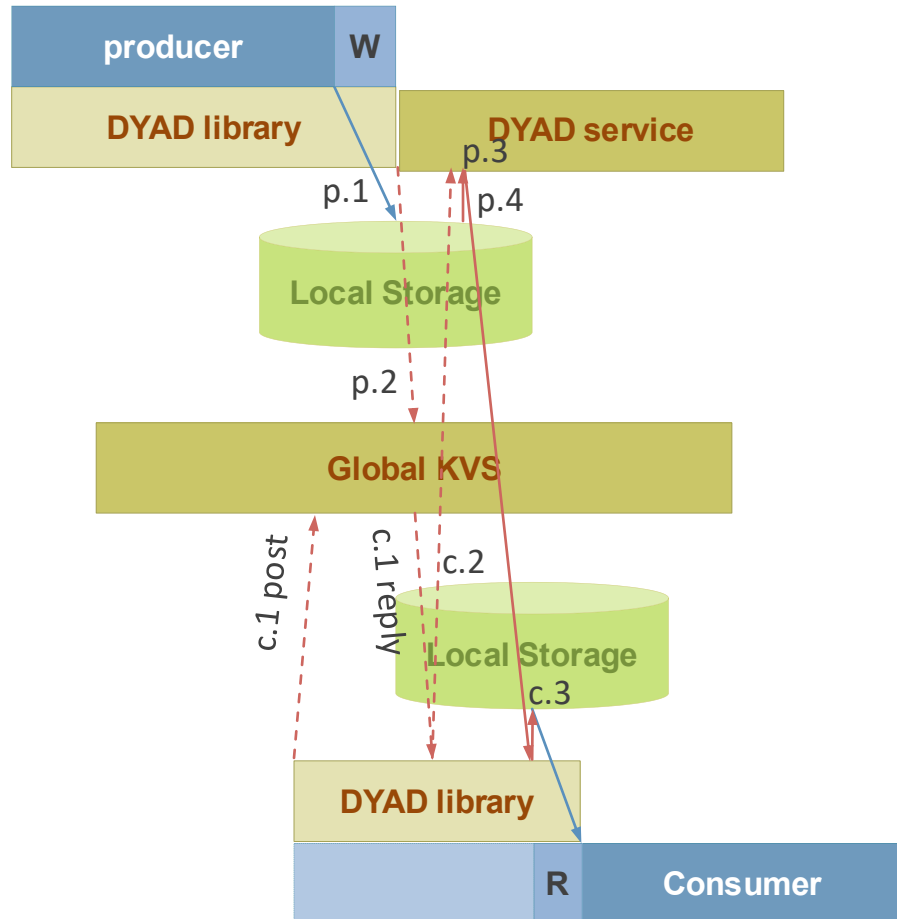 producer
W
DYAD library
DYAD service
p.3
p.1
p.4
Local Storage
p.2
Global KVS
c.1 post
c.1 reply
c.2
Local Storage
c.3
DYAD library
R
Consumer